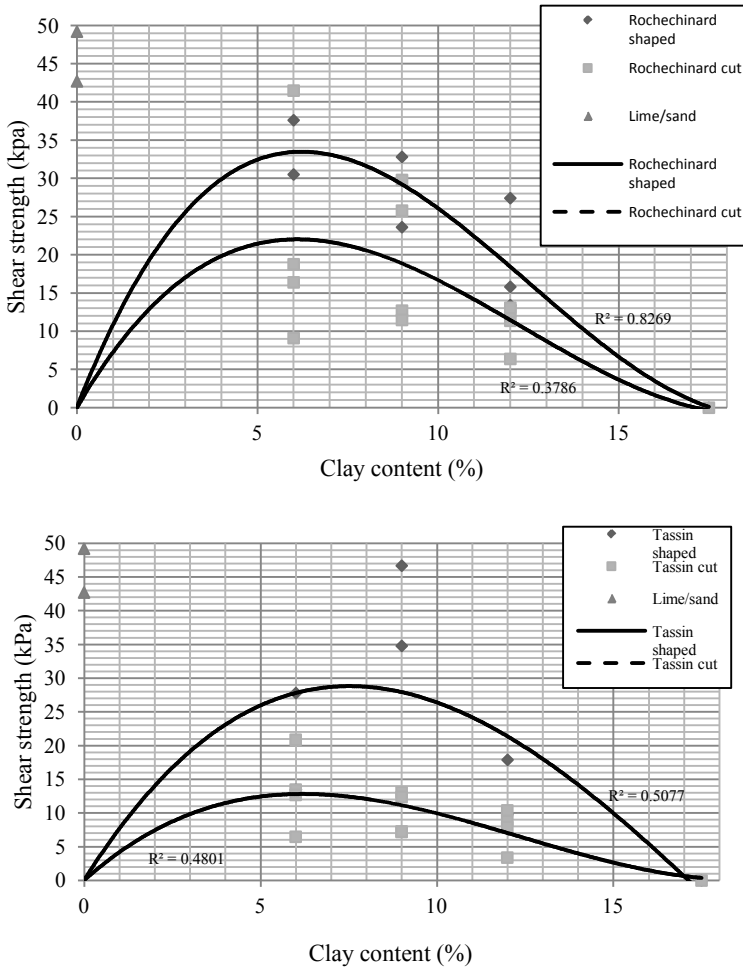 50
45
40
35
30
25
20
15
10
5
0
Shear strength (kpa)
0
5
10
15
Clay content (%)
R² = 0.8269
R² = 0.3786
Rochechinard
shaped
Rochechinard cut
Lime/sand
Rochechinard
shaped
Rochechinard cut
50
45
40
35
30
25
20
15
10
5
0
Shear strength (kPa)
0
5
10
15
Clay content (%)
R² = 0.5077
R² = 0.4801
Tassin
shaped
Tassin cut
Lime/sand
Tassin
shaped
Tassin cut